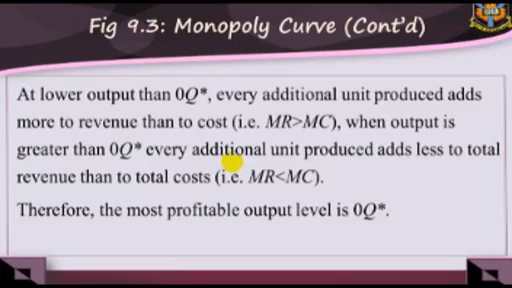 Fig 9.3: Monopoly Curve (Cont'd)
At lower output than 0Q*, every additional unit produced adds
more to revenue than to cost (i.e. MR>MC), when output is
greater than 0Q* every additional unit produced adds less to total
revenue than to total costs (i.e. MR<MC).
Therefore, the most profitable output level is 0Q*.